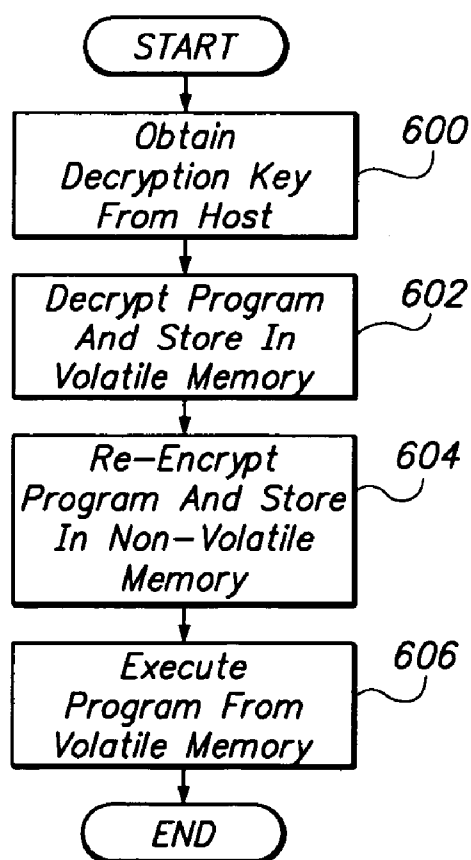 START
Obtain
Decryption Key
From Host
600
Decrypt Program
And Store In
Volatile Memory
602
Re-Encrypt
Program And Store
In Non-Volatile
Memory
604
Execute
Program From
Volatile Memory
606
END